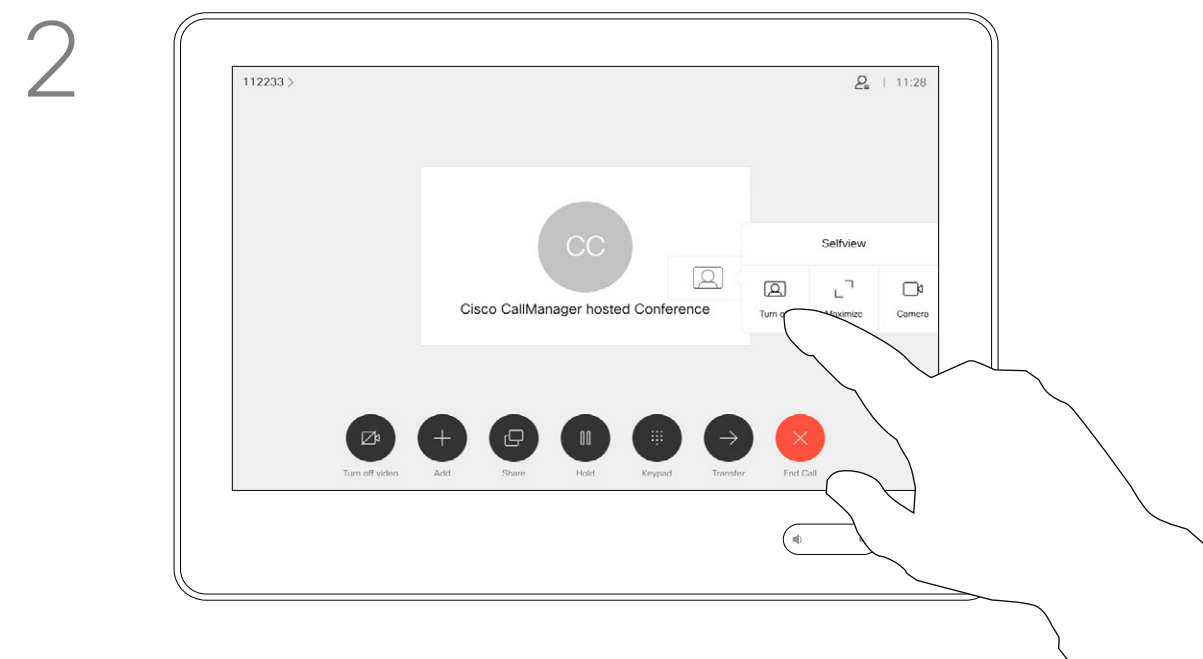 2
112233 >
11:28
CC
Cisco CallManager hosted Conference
Selfview
Turn
Maximize
Camera
Turn off video
Add
Share
Hold
Keypad
Transfer
End Call